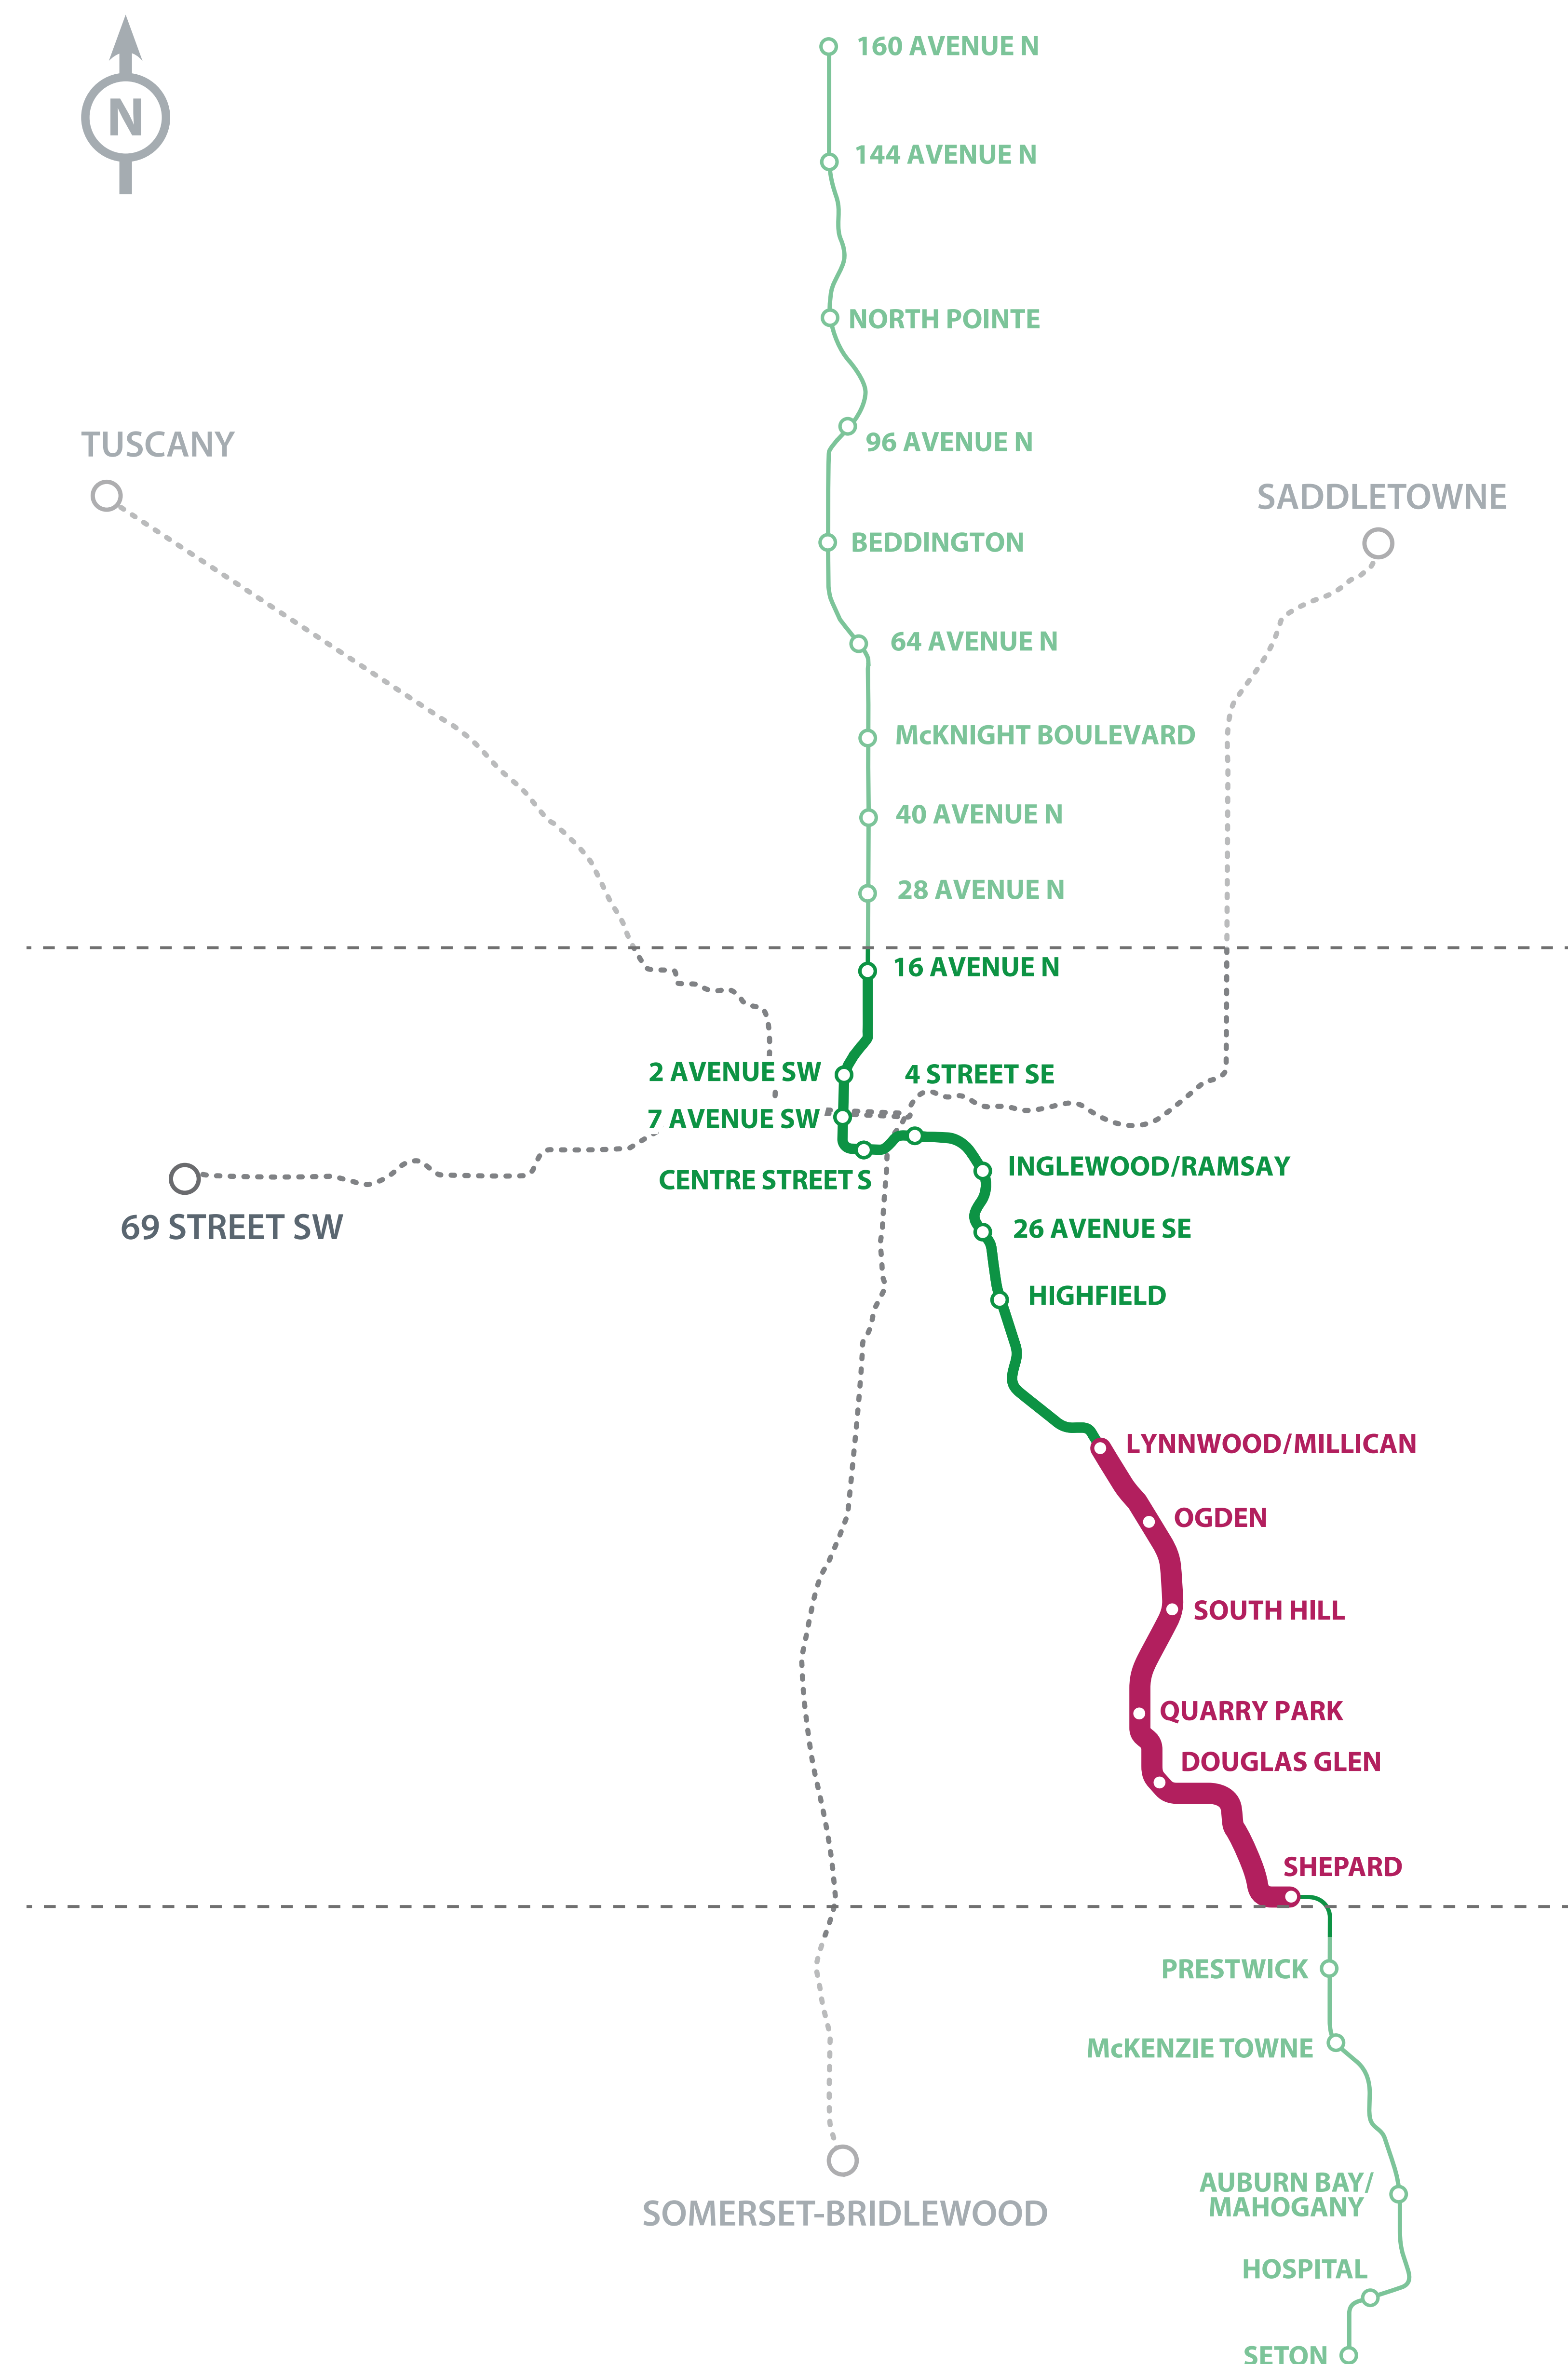 N
160 AVENUE N
144 AVENUE N
NORTH POINTE
96 AVENUE N
TUSCANY
SADDLETOWNE
BEDDINGTON
64 AVENUE N
McKNIGHT BOULEVARD
40 AVENUE N
28 AVENUE N
16 AVENUE N
2 AVENUE SW
4 STREET SE
7 AVENUE SW
CENTRE STREET S
INGLEWOOD/RAMSAY
69 STREET SW
26 AVENUE SE
HIGHFIELD
LYNNWOOD/MILLICAN
OGDEN
SOUTH HILL
QUARRY PARK
DOUGLAS GLEN
SHEPARD
PRESTWICK
McKENZIE TOWNE
AUBURN BAY/
MAHOGANY
SOMERSET-BRIDLEWOOD
HOSPITAL
SETON